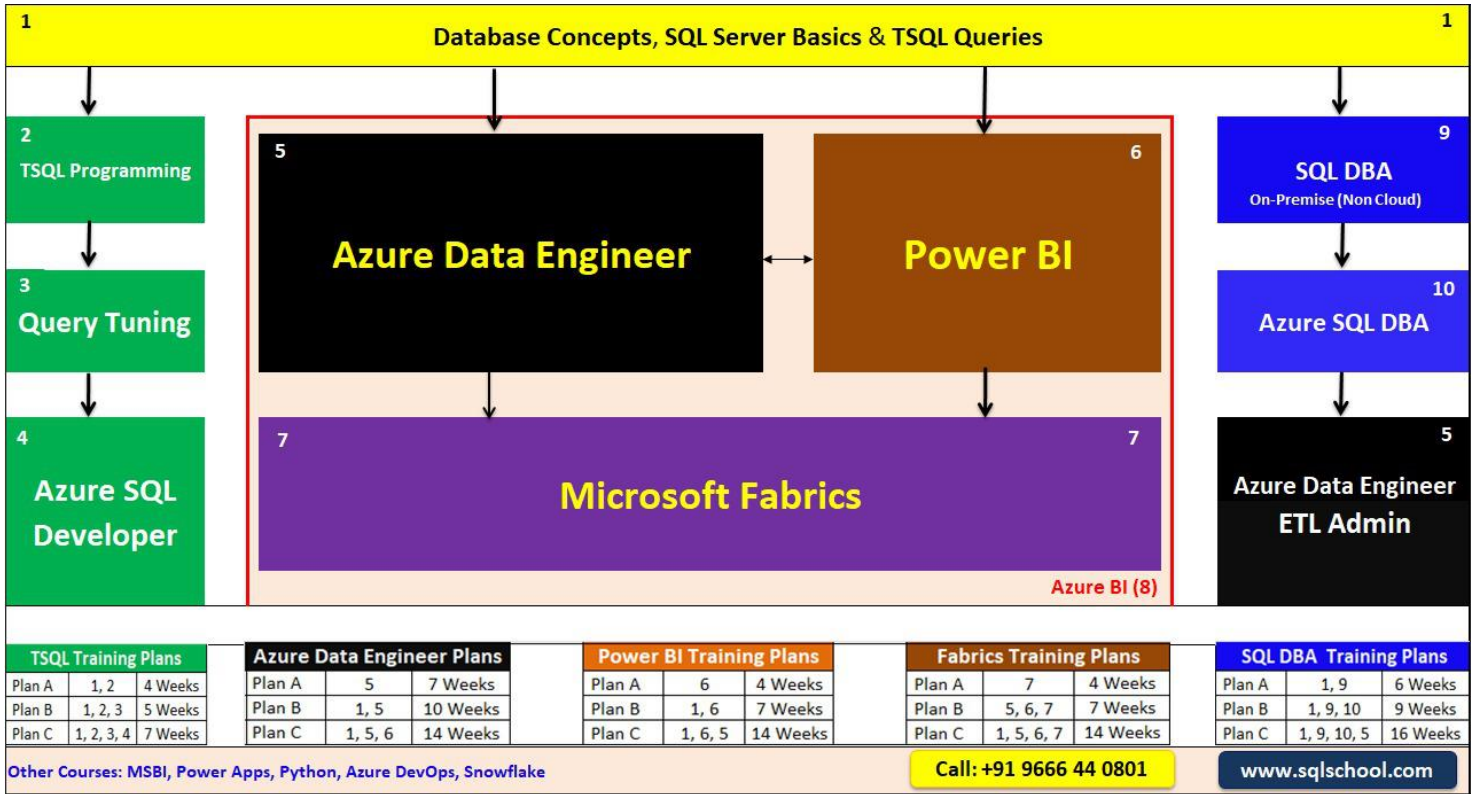 1
Database Concepts, SQL Server Basics & TSQL Queries
1
2
TSQL Programming
3
Query Tuning
4
Azure SQL
Developer
5
Azure Data Engineer
6
Power BI
7
7
Microsoft Fabrics
Azure BI (8)
9
SQL DBA
On-Premise (Non Cloud)
10
Azure SQL DBA
5
Azure Data Engineer
ETL Admin
TSQL Training Plans
Plan A 1, 2 4 Weeks
Plan B 1, 2, 3 5 Weeks
Plan C 1, 2, 3, 4 7 Weeks
Azure Data Engineer Plans
Plan A 5 7 Weeks
Plan B 1, 5 10 Weeks
Plan C 1, 5, 6 14 Weeks
Power BI Training Plans
Plan A 6 4 Weeks
Plan B 1, 6 7 Weeks
Plan C 1, 6, 5 14 Weeks
Fabrics Training Plans
Plan A 7 4 Weeks
Plan B 5, 6, 7 7 Weeks
Plan C 1, 5, 6, 7 14 Weeks
SQL DBA Training Plans
Plan A 1, 9 6 Weeks
Plan B 1, 9, 10 9 Weeks
Plan C 1, 9, 10, 5 16 Weeks
Other Courses: MSBI, Power Apps, Python, Azure DevOps, Snowflake
Call: +91 9666 44 0801
www.sqlschool.com